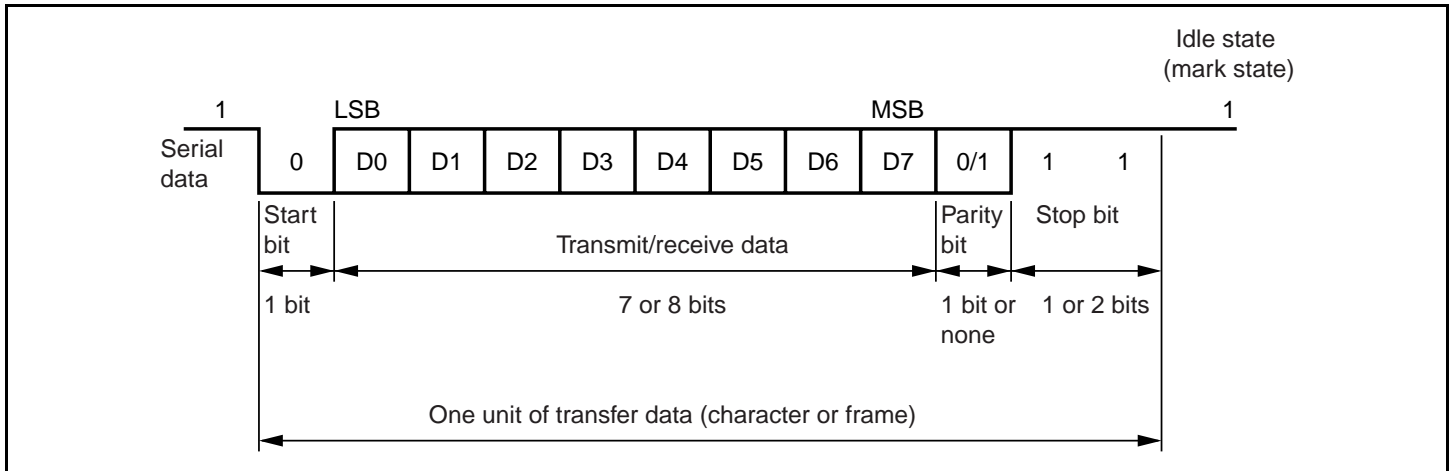 Idle state
(mark state)
1 LSB MSB 1
Serial
data
0 D0 D1 D2 D3 D4 D5 D6 D7 0/1 1 1
Start
bit
Transmit/receive data
Parity
bit
Stop bit
1 bit
7 or 8 bits
1 bit or
none
1 or 2 bits
One unit of transfer data (character or frame)